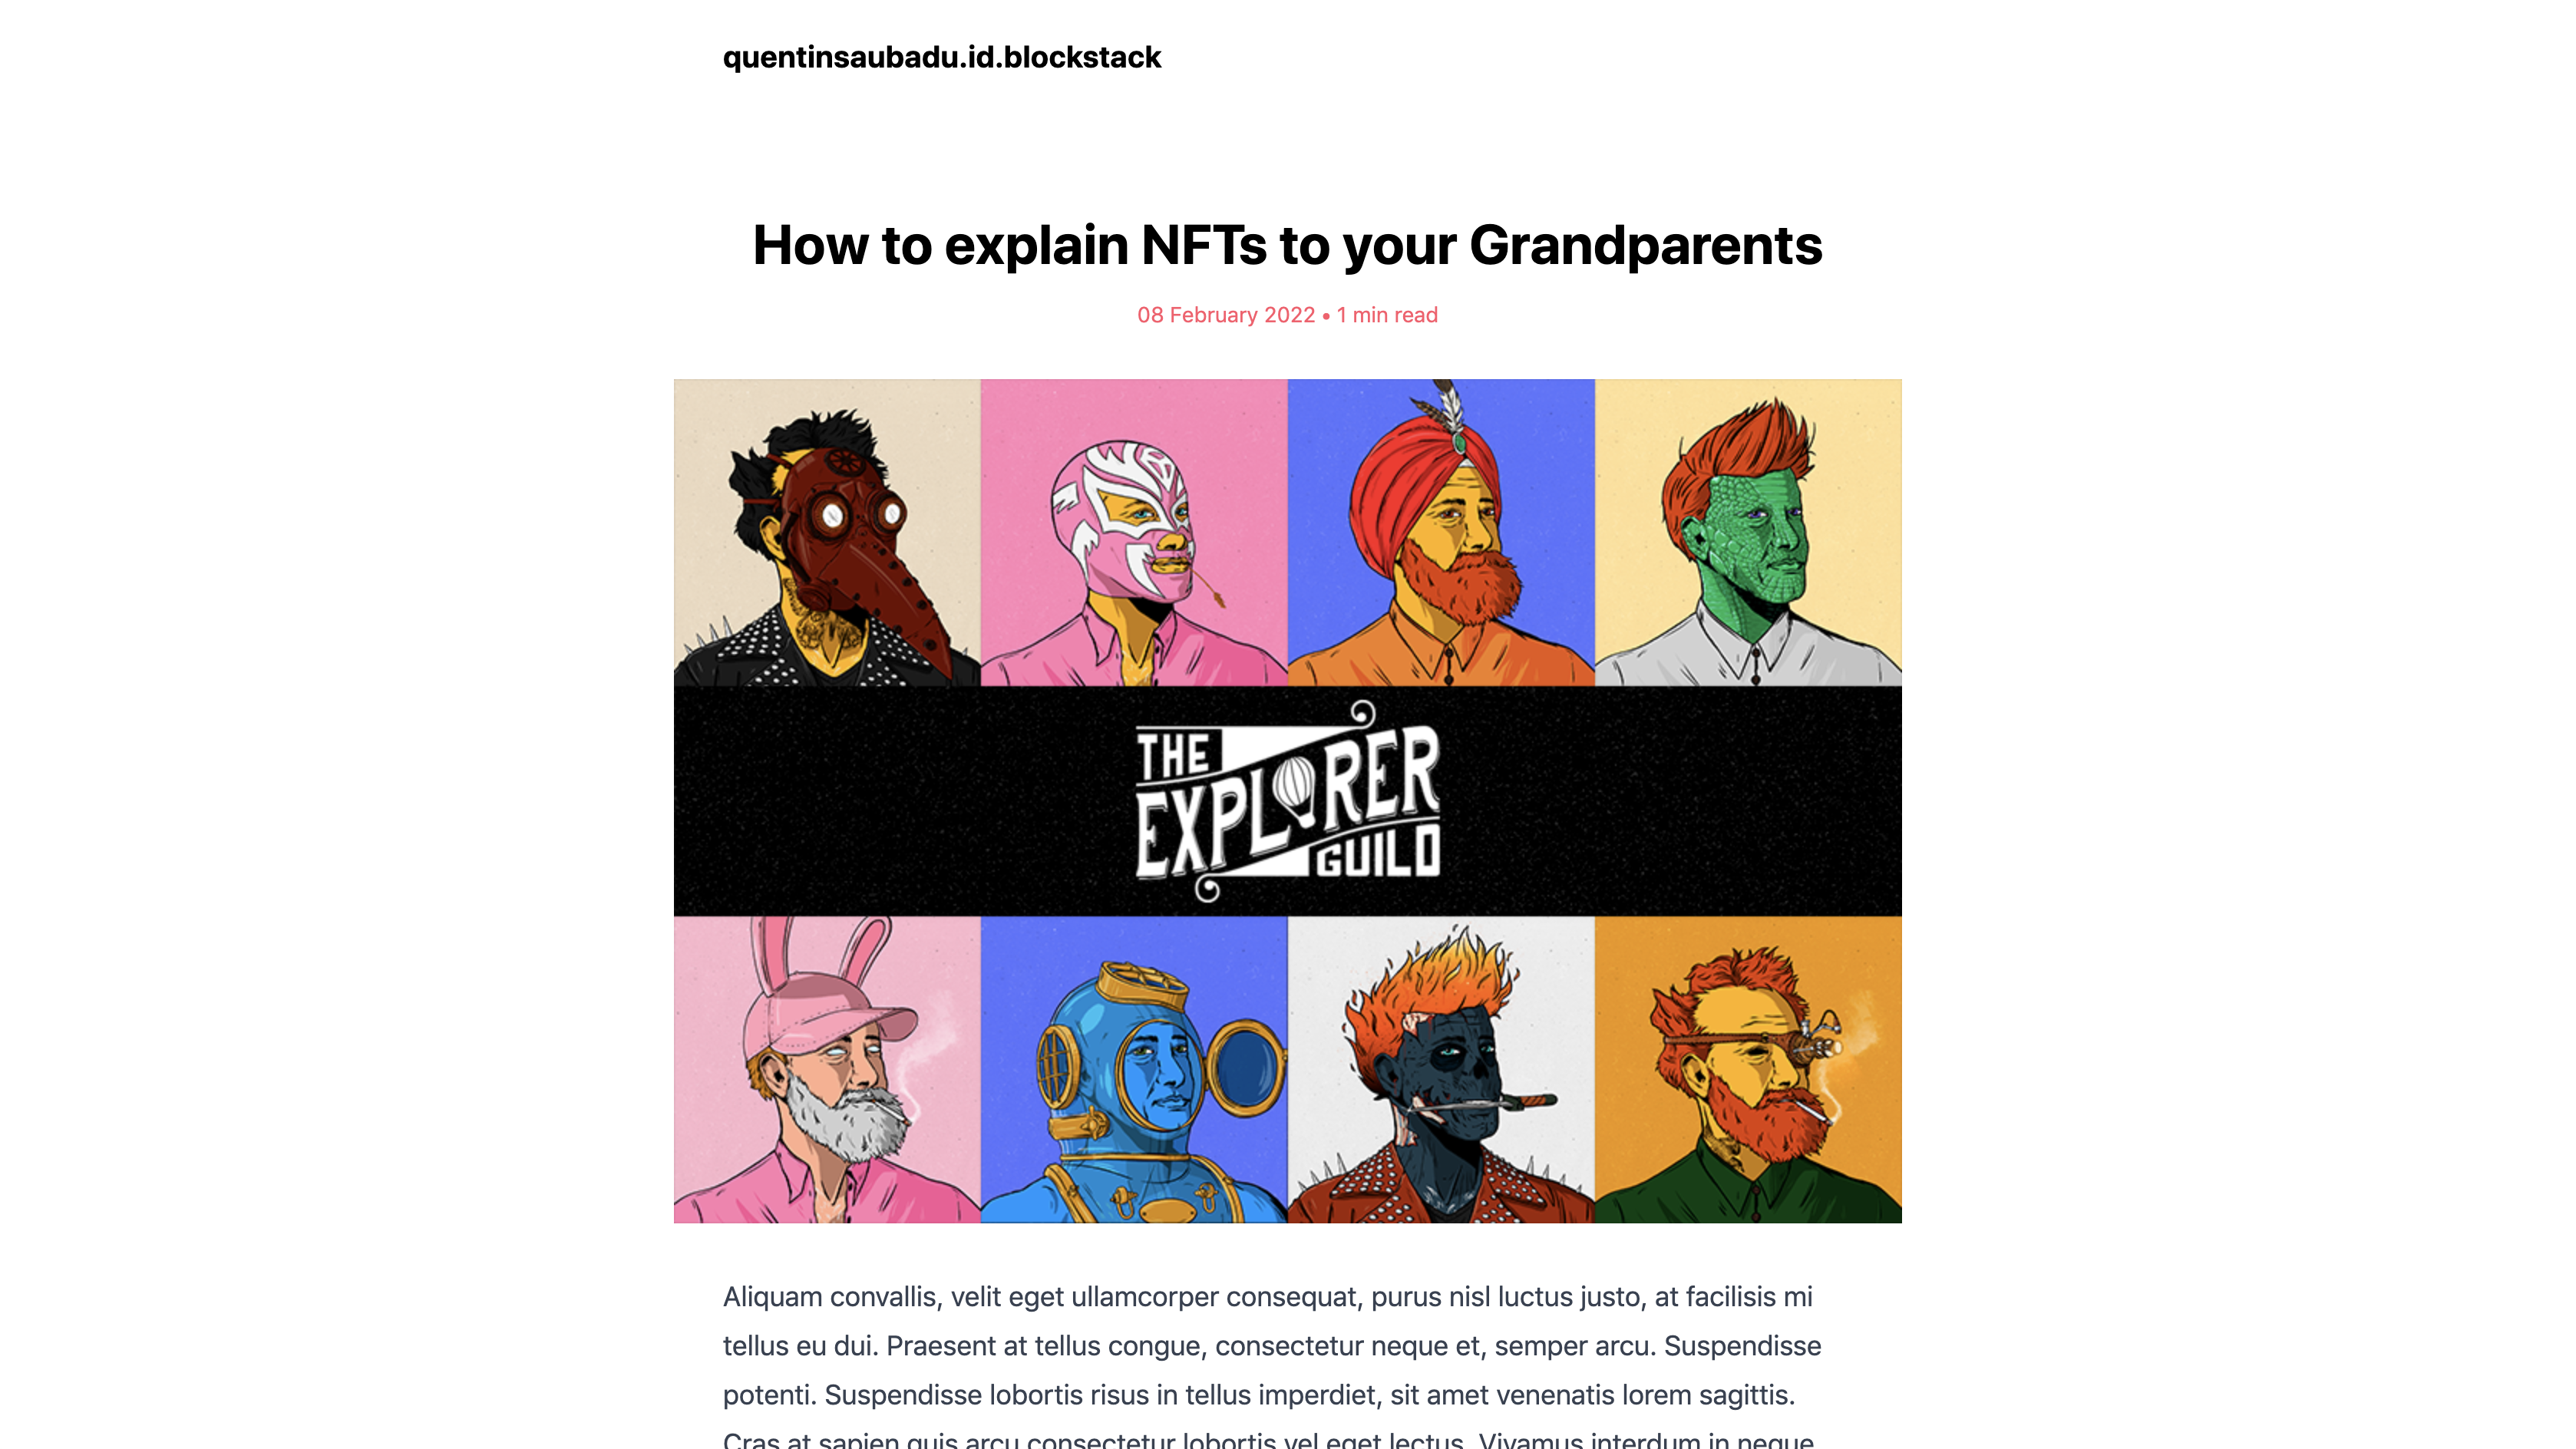 quentinsaubadu.id.blockstack
How to explain NFTs to your Grandparents
08 February 2022 • 1 min read
THE
EXPLORER
GUILD
Aliquam convallis, velit eget ullamcorper consequat, purus nisl luctus justo, at facilisis mi
tellus eu dui. Praesent at tellus congue, consectetur neque et, semper arcu. Suspendisse
potenti. Suspendisse lobortis risus in tellus imperdiet, sit amet venenatis lorem sagittis.
Cras at sapien quis arcu consectetur lobortis vel eget lectus. Vivamus interdum in neque